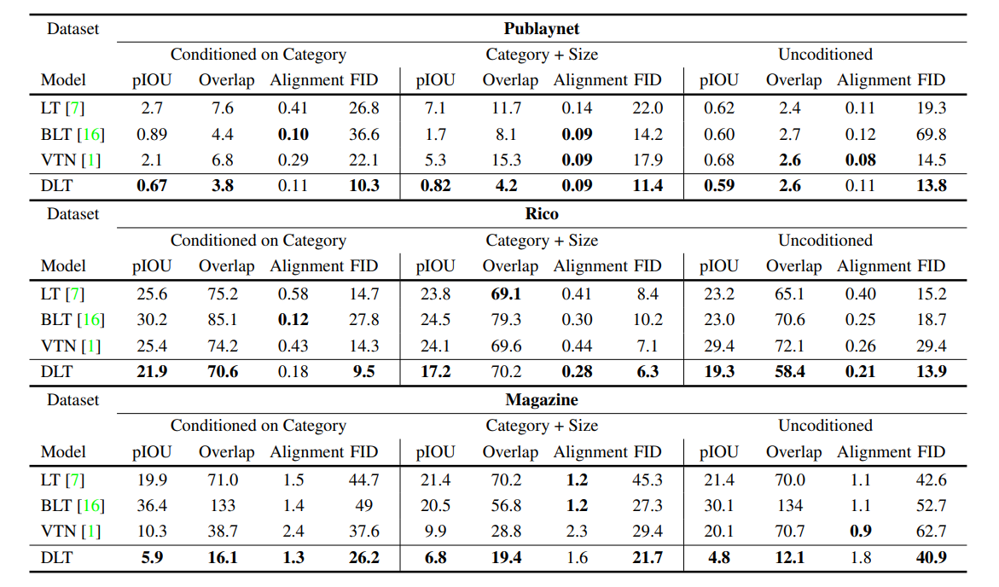 Dataset Publaynet
Conditioned on Category Category + Size Uncoditioned
Model pIOU Overlap Alignment FID pIOU Overlap Alignment FID pIOU Overlap Alignment FID
LT [7] 2.7 7.6 0.41 26.8 7.1 11.7 0.14 22.0 0.62 2.4 0.11 19.3
BLT [16] 0.89 4.4 0.10 36.6 1.7 8.1 0.09 14.2 0.60 2.7 0.12 69.8
VTN [1] 2.1 6.8 0.29 22.1 5.3 15.3 0.09 17.9 0.68 2.6 0.08 14.5
DLT 0.67 3.8 0.11 10.3 0.82 4.2 0.09 11.4 0.59 2.6 0.11 13.8
Dataset Rico
Conditioned on Category Category + Size Uncoditioned
Model pIOU Overlap Alignment FID pIOU Overlap Alignment FID pIOU Overlap Alignment FID
LT [7] 25.6 75.2 0.58 14.7 23.8 69.1 0.41 8.4 23.2 65.1 0.40 15.2
BLT [16] 30.2 85.1 0.12 27.8 24.5 79.3 0.30 10.2 23.0 70.6 0.25 18.7
VTN [1] 25.4 74.2 0.43 14.3 24.1 69.6 0.44 7.1 29.4 72.1 0.26 29.4
DLT 21.9 70.6 0.18 9.5 17.2 70.2 0.28 6.3 19.3 58.4 0.21 13.9
Dataset Magazine
Conditioned on Category Category + Size Uncoditioned
Model pIOU Overlap Alignment FID pIOU Overlap Alignment FID pIOU Overlap Alignment FID
LT [7] 19.9 71.0 1.5 44.7 21.4 70.2 1.2 45.3 21.4 70.0 1.1 42.6
BLT [16] 36.4 133 1.4 49 20.5 56.8 1.2 27.3 30.1 134 1.1 52.7
VTN [1] 10.3 38.7 2.4 37.6 9.9 28.8 2.3 29.4 20.1 70.7 0.9 62.7
DLT 5.9 16.1 1.3 26.2 6.8 19.4 1.6 21.7 4.8 12.1 1.8 40.9